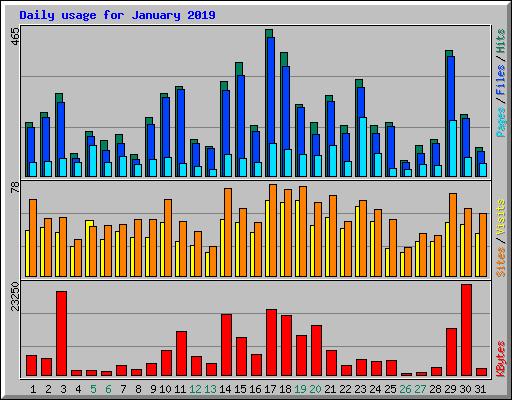 Daily usage for January 2019
465
Pages / Files / Hits
78
Sites / Visits
23250
KBytes
1 2 3 4 5 6 7 8 9 10 11 12 13 14 15 16 17 18 19 20 21 22 23 24 25 26 27 28 29 30 31